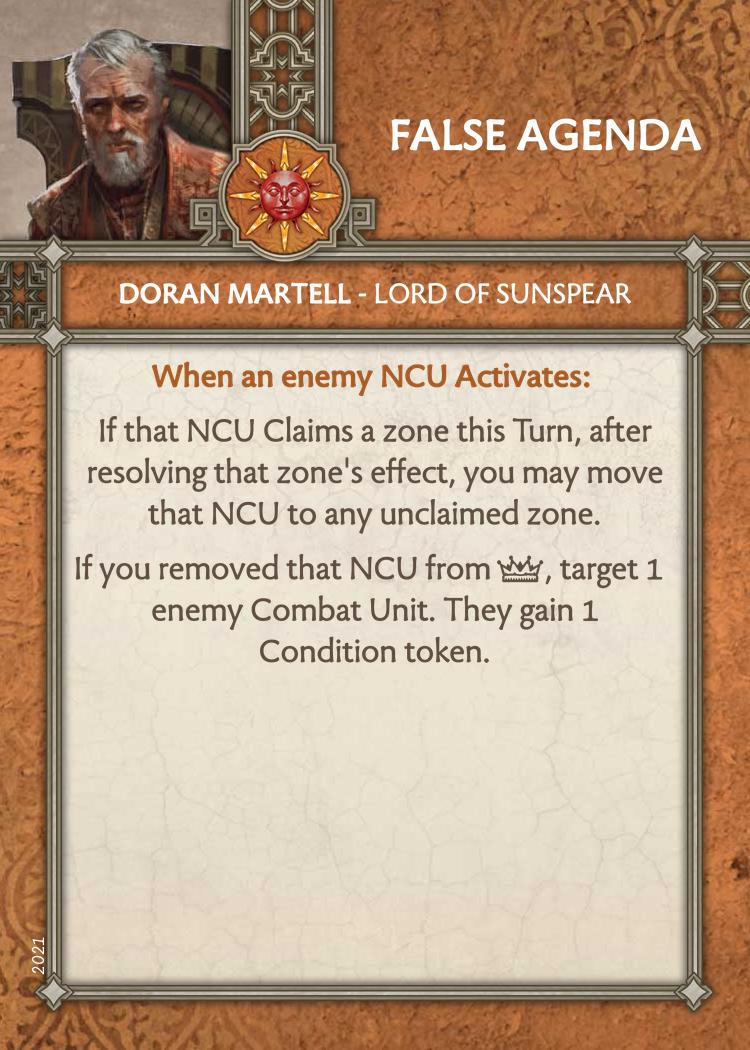 FALSE AGENDA
DORAN MARTELL - LORD OF SUNSPEAR
When an enemy NCU Activates:
If that NCU Claims a zone this Turn, after
resolving that zone's effect, you may move
that NCU to any unclaimed zone.
If you removed that NCU from , target 1
enemy Combat Unit. They gain 1
Condition token.
2021